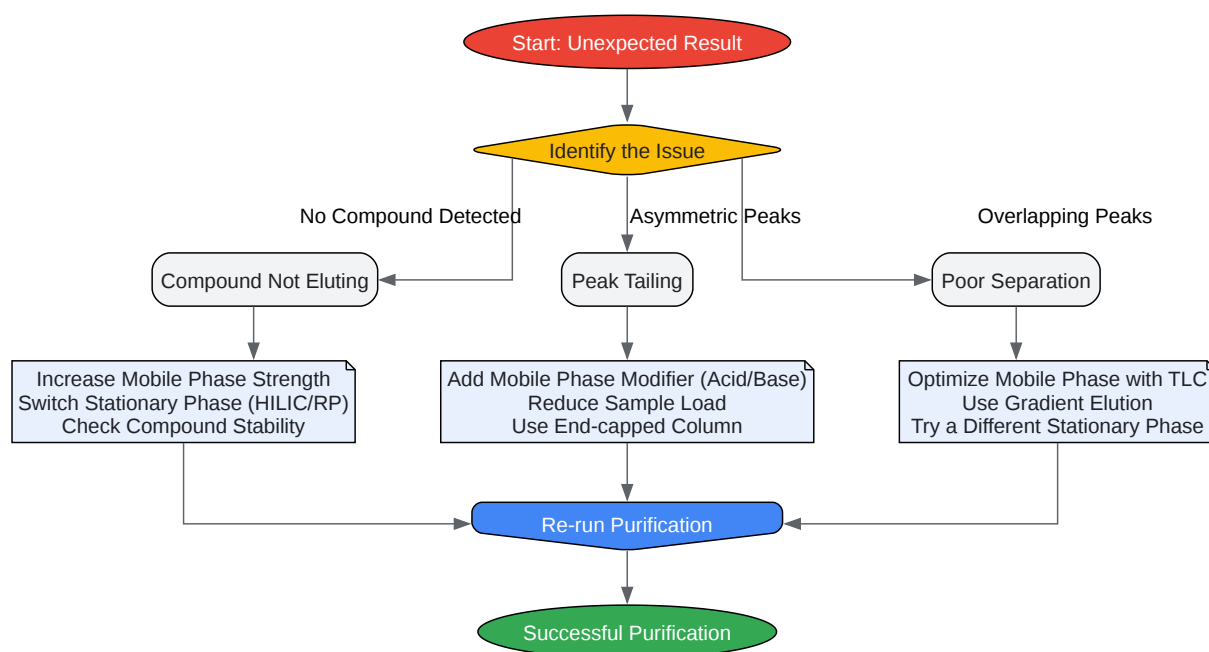 Start: Unexpected Result
Identify the Issue
No Compound Detected
Asymmetric Peaks
Overlapping Peaks
Compound Not Eluting
Peak Tailing
Poor Separation
Increase Mobile Phase Strength
Switch Stationary Phase (HILIC/RP)
Check Compound Stability
Add Mobile Phase Modifier (Acid/Base)
Reduce Sample Load
Use End-capped Column
Optimize Mobile Phase with TLC
Use Gradient Elution
Try a Different Stationary Phase
Re-run Purification
Successful Purification